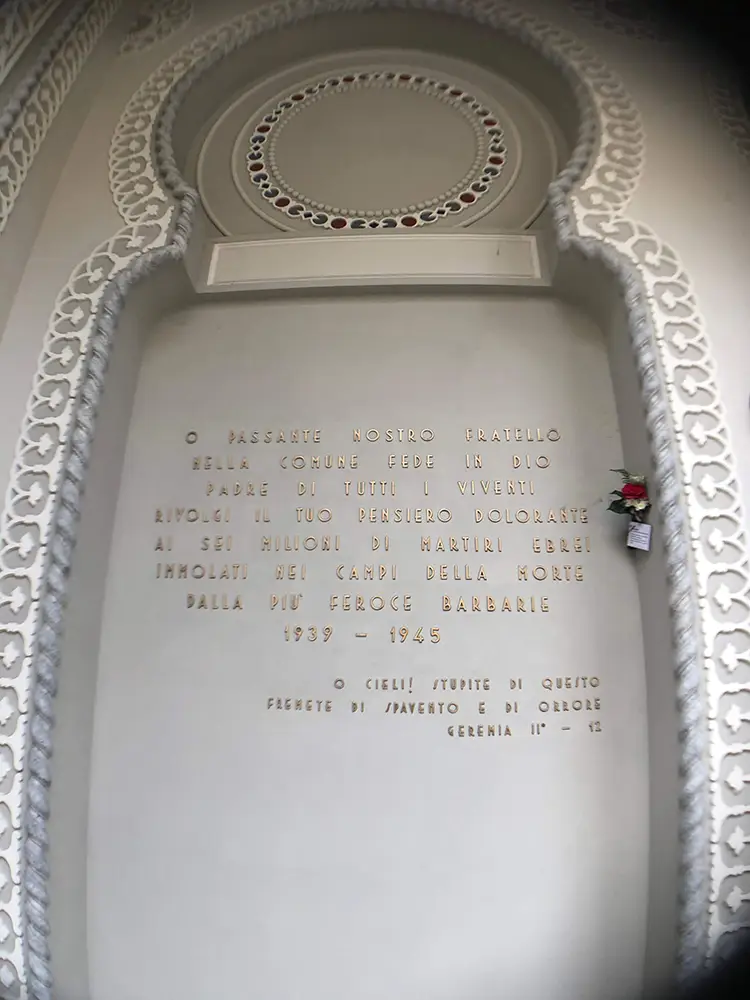 O PASSANTE NOSTRO FRATELLO
NELLA COMUNE FEDE IN DIO
PADRE DI TUTTI I VIVENTI
RIVOLGI IL TUO PENSIERO DOLORANTE
AI SEI MILIONI DI MARTIRI EBREI
IMMOLATI NEI CAMPI DELLA MORTE
DALLA PIU' FEROCE BARBARIE
1939 - 1945
O CIELI! STUPITE DI QUESTO
FREMETE DI SPAVENTO E DI ORRORE
GEREMIA II° - 12